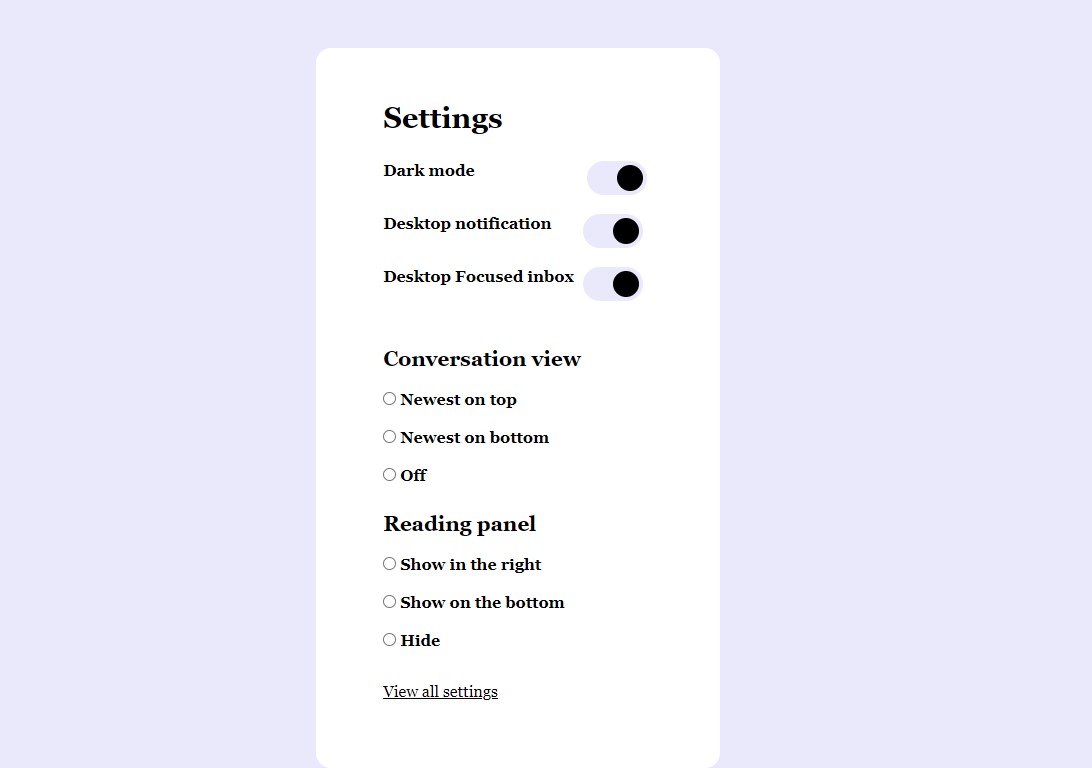 Settings
Dark mode
Desktop notification
Desktop Focused inbox
Conversation view
Newest on top
Newest on bottom
Off
Reading panel
Show in the right
Show on the bottom
Hide
View all settings